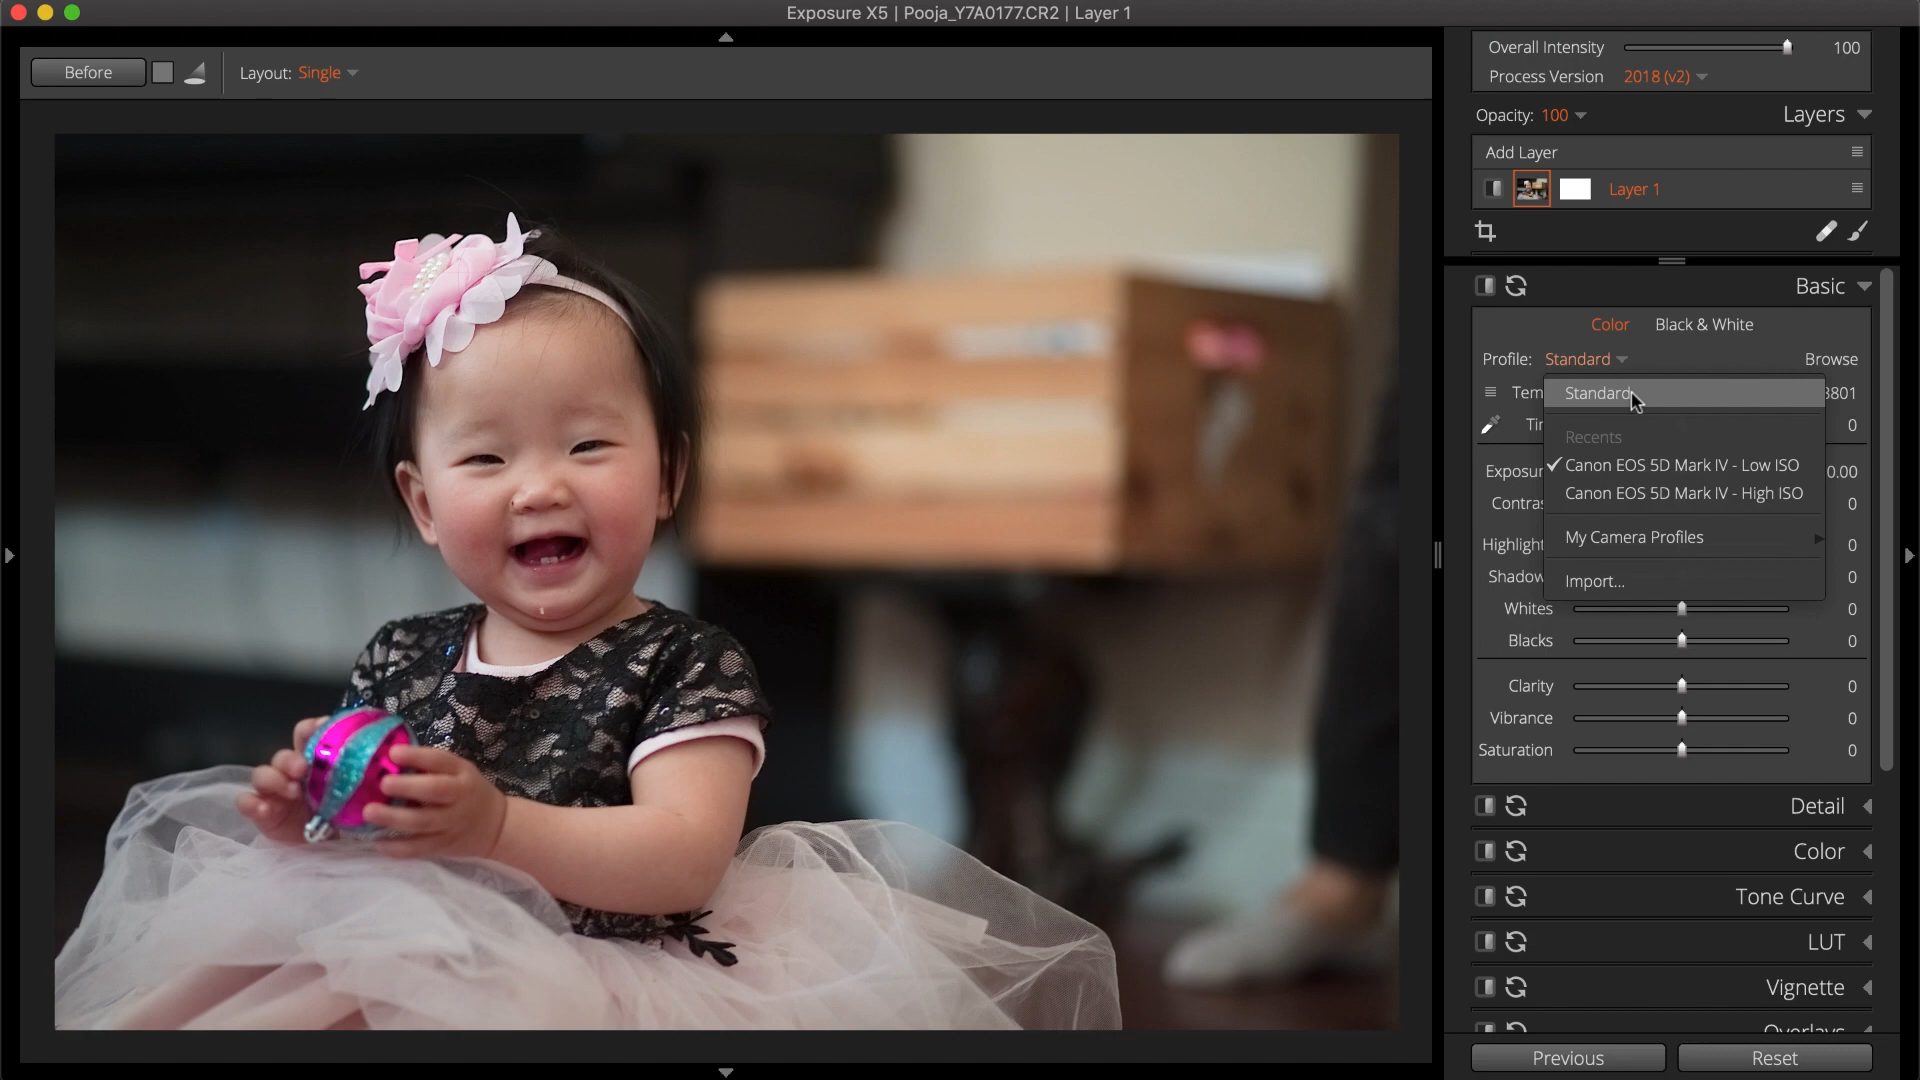 Exposure X5 | Pooja_Y7A0177.CR2 | Layer 1
Before
Layout: Single
Overall Intensity 100
Process Version 2018 (v2)
Opacity: 100 Layers
Add Layer
Layer 1
Basic
Color Black & White
Profile: Standard Browse
Standard
Recents
✓ Canon EOS 5D Mark IV - Low ISO
Canon EOS 5D Mark IV - High ISO
My Camera Profiles
Import...
Tem 3801
Tin 0
Exposur 0.00
Contras 0
Highlight 0
Shadow 0
Whites 0
Blacks 0
Clarity 0
Vibrance 0
Saturation 0
Detail
Color
Tone Curve
LUT
Vignette
Overlays
Previous
Reset